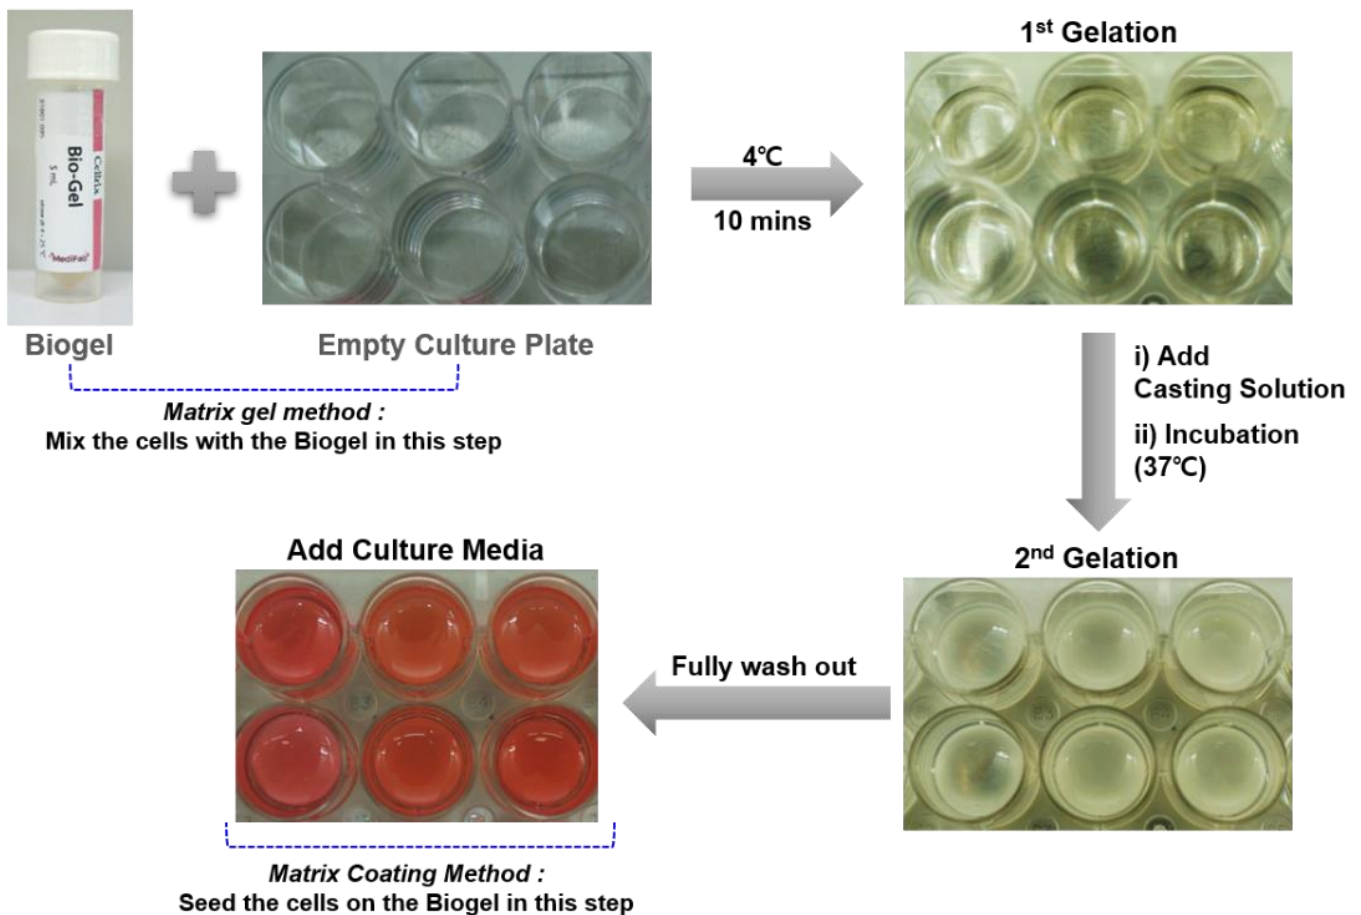 Cellrix
Bio-Gel
5 mL
MediFab
Biogel
Empty Culture Plate
Matrix gel method :
Mix the cells with the Biogel in this step
4℃
10 mins
1st Gelation
i) Add
Casting Solution
ii) Incubation
(37℃)
2nd Gelation
Fully wash out
Add Culture Media
Matrix Coating Method :
Seed the cells on the Biogel in this step